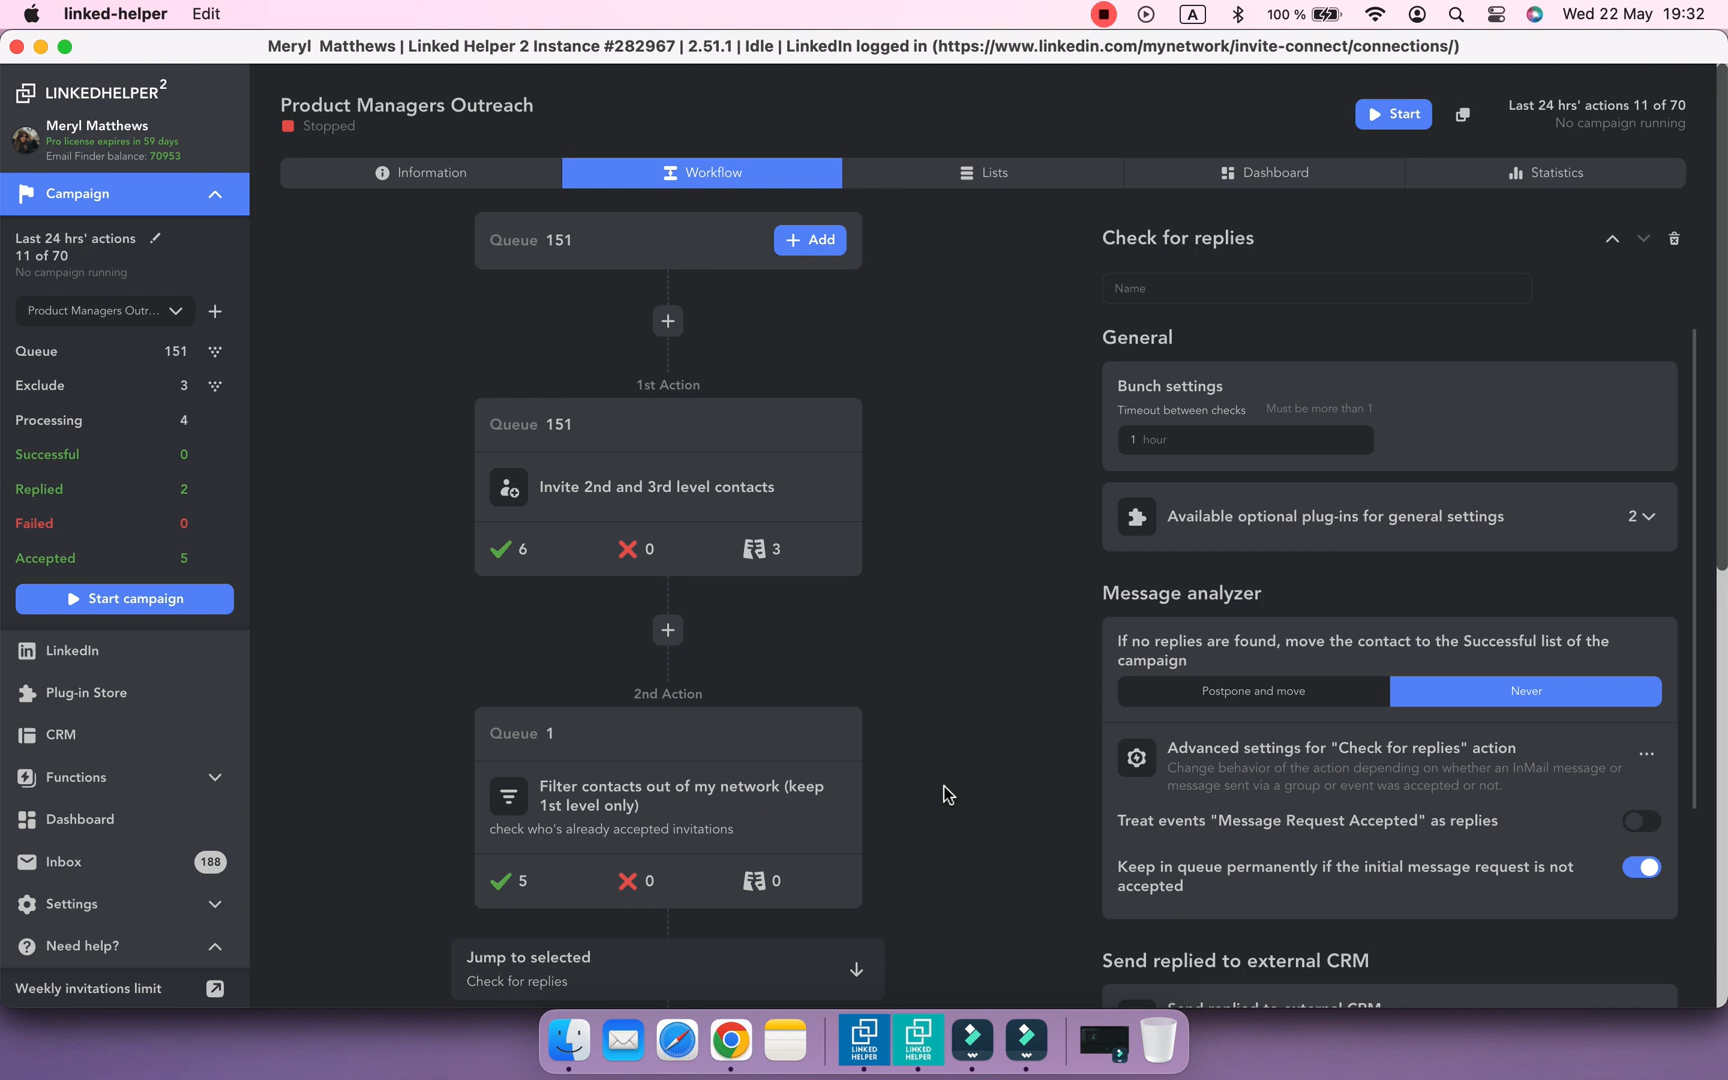 linked-helper Edit
A 100 % Wed 22 May 19:32
Meryl Matthews | Linked Helper 2 Instance #282967 | 2.51.1 | Idle | LinkedIn logged in (https://www.linkedin.com/mynetwork/invite-connect/connections/)
LINKEDHELPER2
Meryl Matthews
Pro license expires in 59 days
Email Finder balance: 70953
Campaign
Last 24 hrs' actions
11 of 70
No campaign running
Product Managers Outr...
Queue 151
Exclude 3
Processing 4
Successful 0
Replied 2
Failed 0
Accepted 5
Start campaign
LinkedIn
Plug-in Store
CRM
Functions
Dashboard
Inbox 188
Settings
Need help?
Weekly invitations limit
Product Managers Outreach
Stopped
Start
Last 24 hrs' actions 11 of 70
No campaign running
Information
Workflow
Lists
Dashboard
Statistics
Queue 151
Add
1st Action
Queue 151
Invite 2nd and 3rd level contacts
6 0 3
2nd Action
Queue 1
Filter contacts out of my network (keep
1st level only)
check who's already accepted invitations
5 0 0
Jump to selected
Check for replies
Check for replies
Name
General
Bunch settings
Timeout between checks Must be more than 1
1 hour
Available optional plug-ins for general settings 2
Message analyzer
If no replies are found, move the contact to the Successful list of the
campaign
Postpone and move
Never
Advanced settings for "Check for replies" action
Change behavior of the action depending on whether an InMail message or
message sent via a group or event was accepted or not.
Treat events "Message Request Accepted" as replies
Keep in queue permanently if the initial message request is not
accepted
Send replied to external CRM
Send replied to external CRM
LINKED
HELPER
LINKED
HELPER